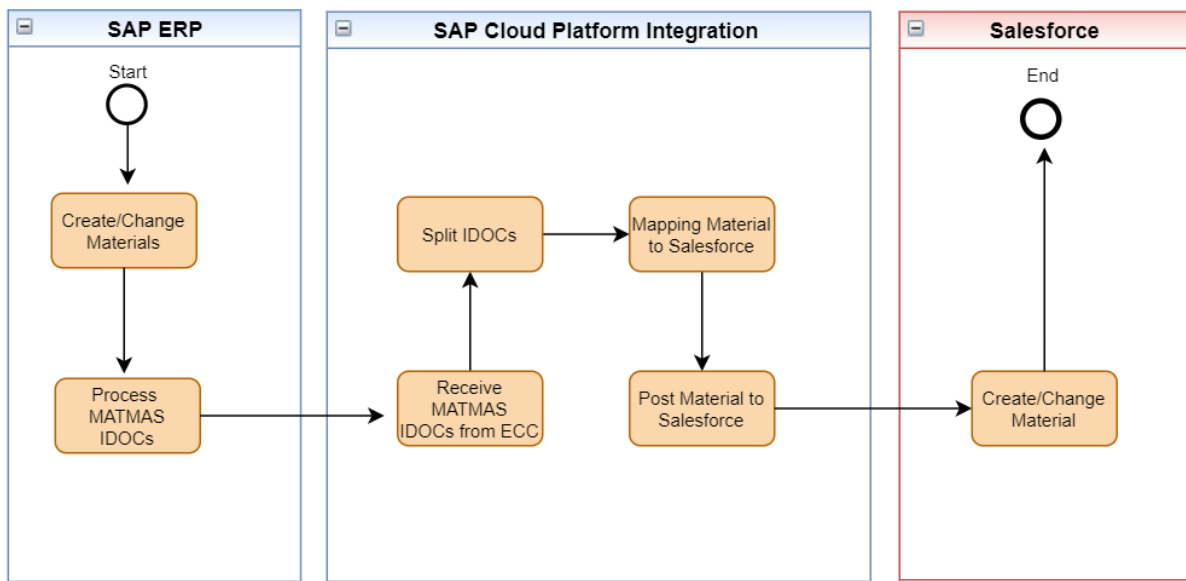 SAP ERP
Start
Create/Change
Materials
Process
MATMAS
IDOCs
SAP Cloud Platform Integration
Split IDOCs
Mapping Material
to Salesforce
Receive
MATMAS
IDOCs from ECC
Post Material to
Salesforce
Salesforce
End
Create/Change
Material